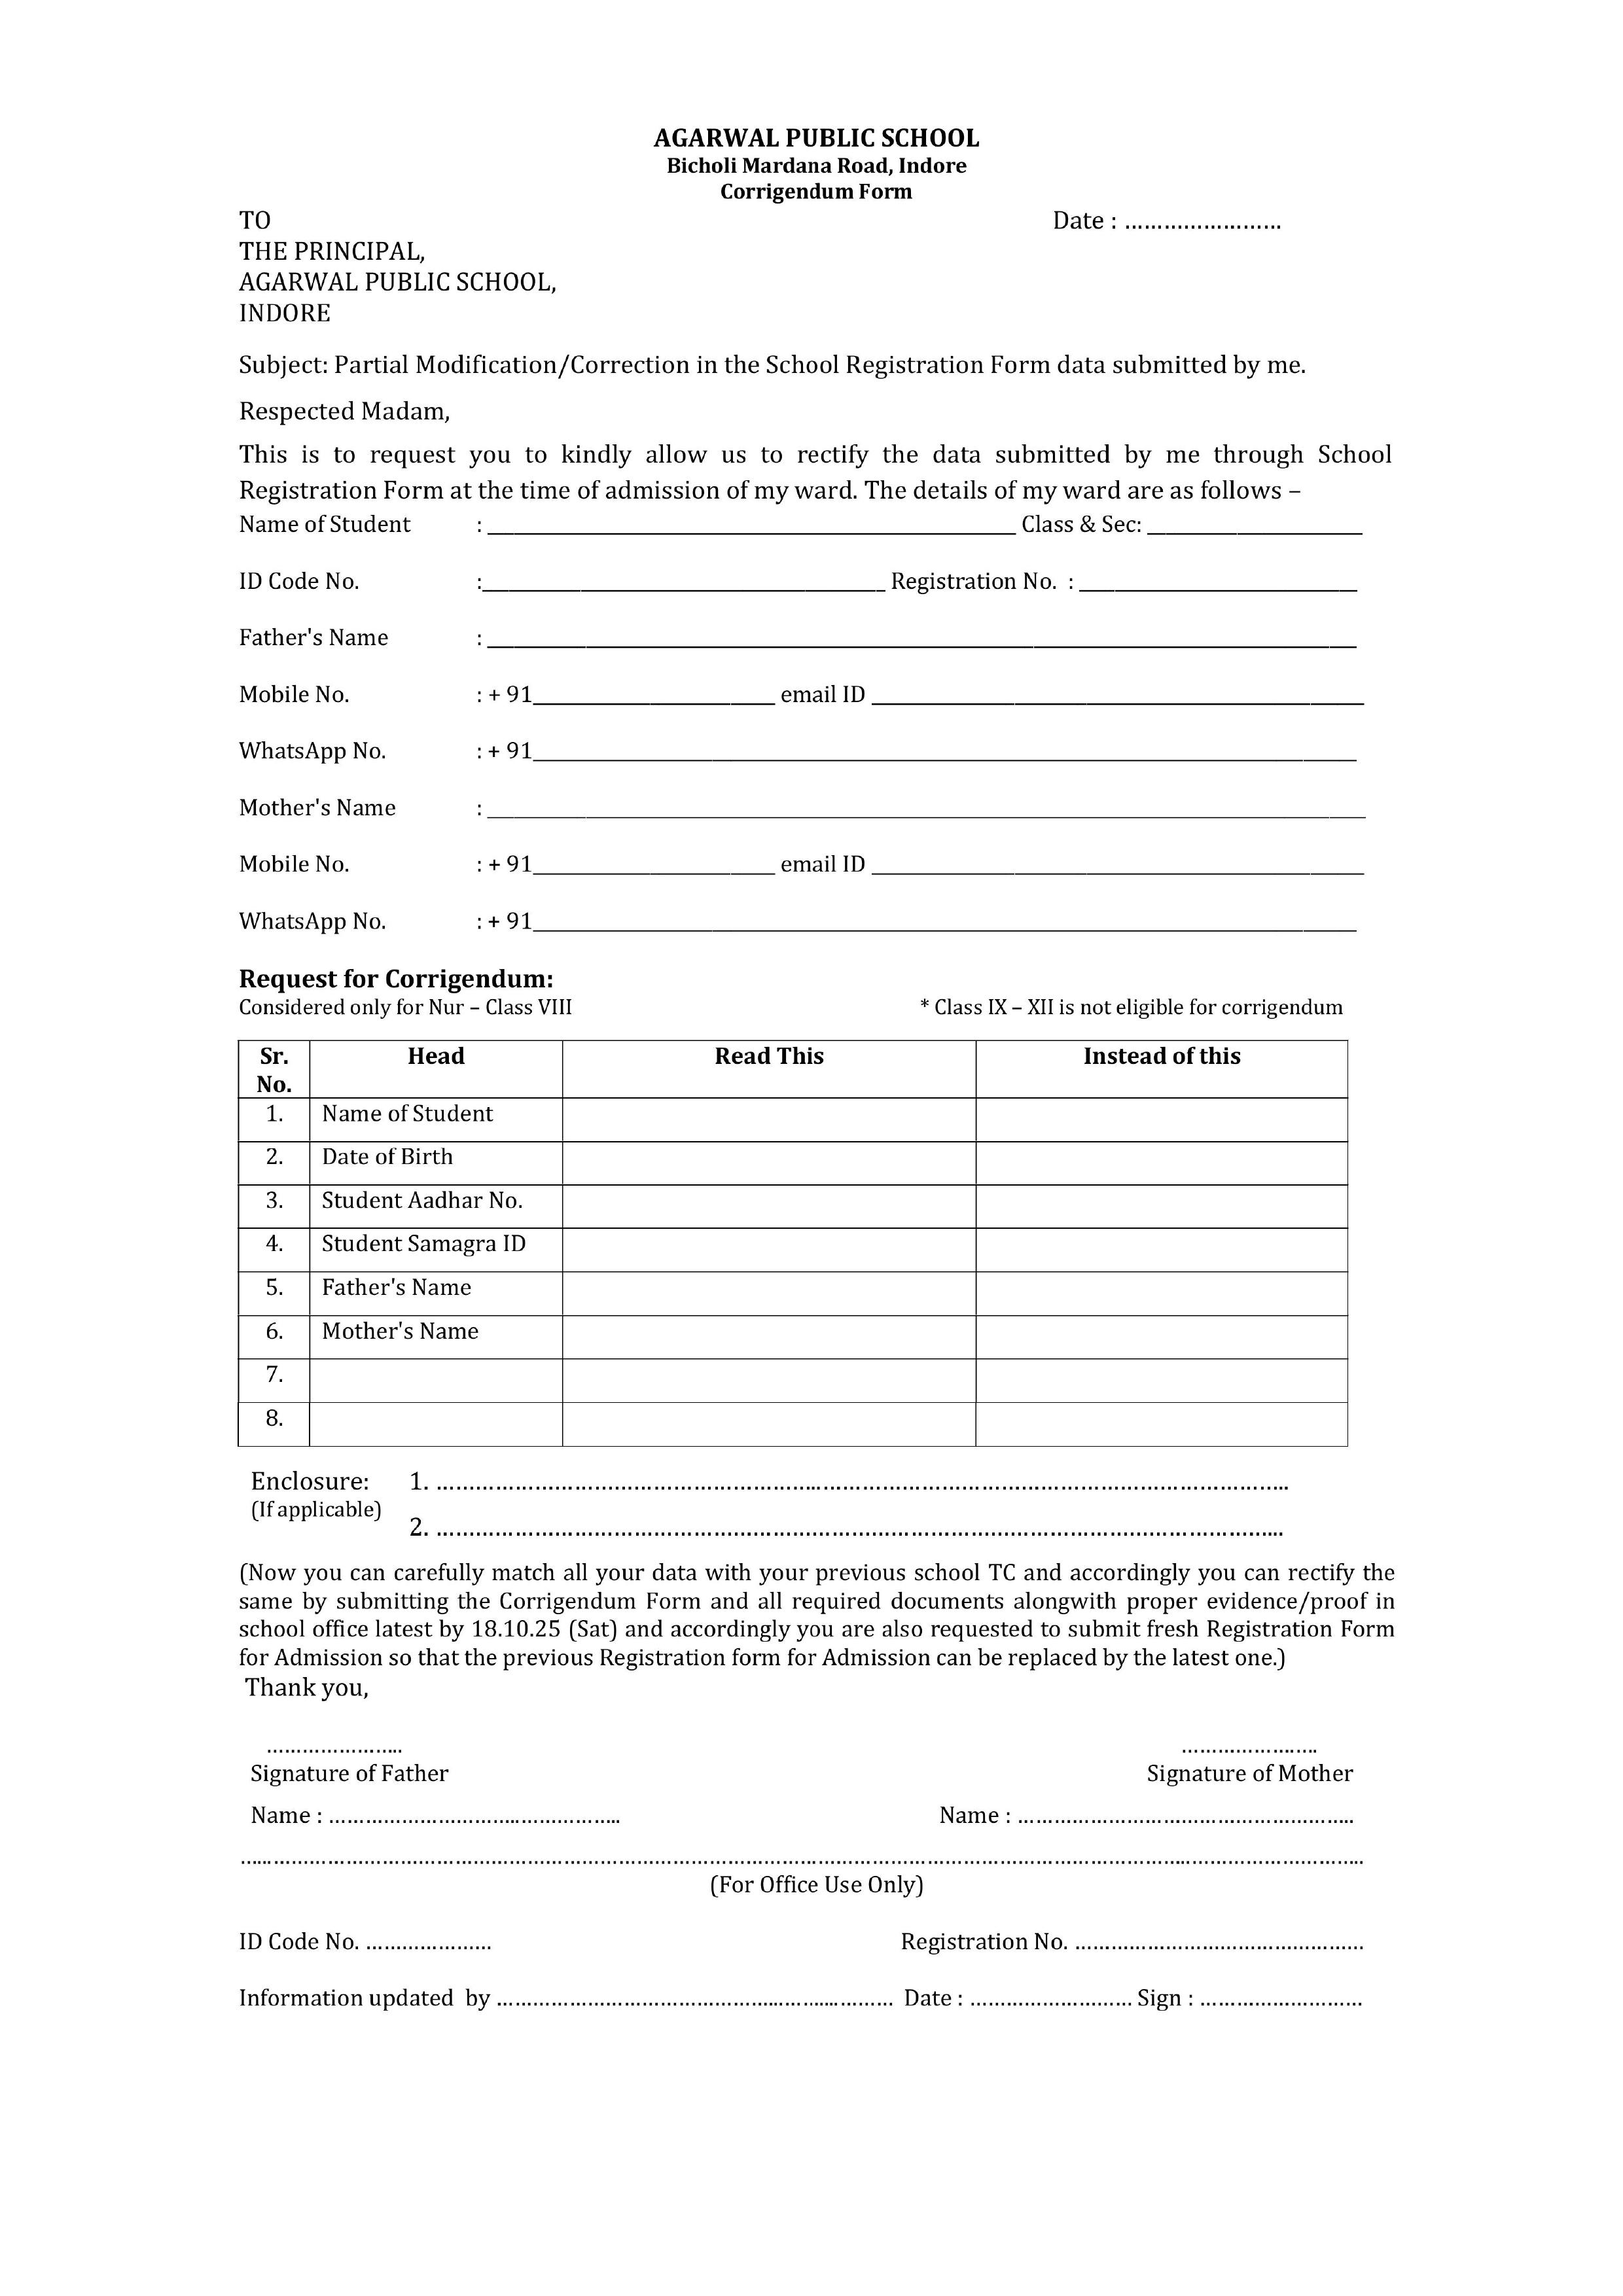 AGARWAL PUBLIC SCHOOL
Bicholi Mardana Road, Indore
Corrigendum Form
TO Date : ........................
THE PRINCIPAL,
AGARWAL PUBLIC SCHOOL,
INDORE
Subject: Partial Modification/Correction in the School Registration Form data submitted by me.
Respected Madam,
This is to request you to kindly allow us to rectify the data submitted by me through School
Registration Form at the time of admission of my ward. The details of my ward are as follows –
Name of Student : ____________________ Class & Sec: ____________________
ID Code No. :____________________ Registration No. : ____________________
Father's Name : ____________________
Mobile No. : + 91____________________ email ID ____________________
WhatsApp No. : + 91____________________
Mother's Name : ____________________
Mobile No. : + 91____________________ email ID ____________________
WhatsApp No. : + 91____________________
Request for Corrigendum:
Considered only for Nur – Class VIII * Class IX – XII is not eligible for corrigendum
Sr. No. Head Read This Instead of this
1. Name of Student
2. Date of Birth
3. Student Aadhar No.
4. Student Samagra ID
5. Father's Name
6. Mother's Name
7.
8.
Enclosure: 1. ........................
(If applicable)
2. ........................
(Now you can carefully match all your data with your previous school TC and accordingly you can rectify the
same by submitting the Corrigendum Form and all required documents alongwith proper evidence/proof in
school office latest by 18.10.25 (Sat) and accordingly you are also requested to submit fresh Registration Form
for Admission so that the previous Registration form for Admission can be replaced by the latest one.)
Thank you,
........................ ........................
Signature of Father Signature of Mother
Name : ........................ Name : ........................
........................
(For Office Use Only)
ID Code No. ........................ Registration No. ........................
Information updated by ........................ Date : ........................ Sign : ........................